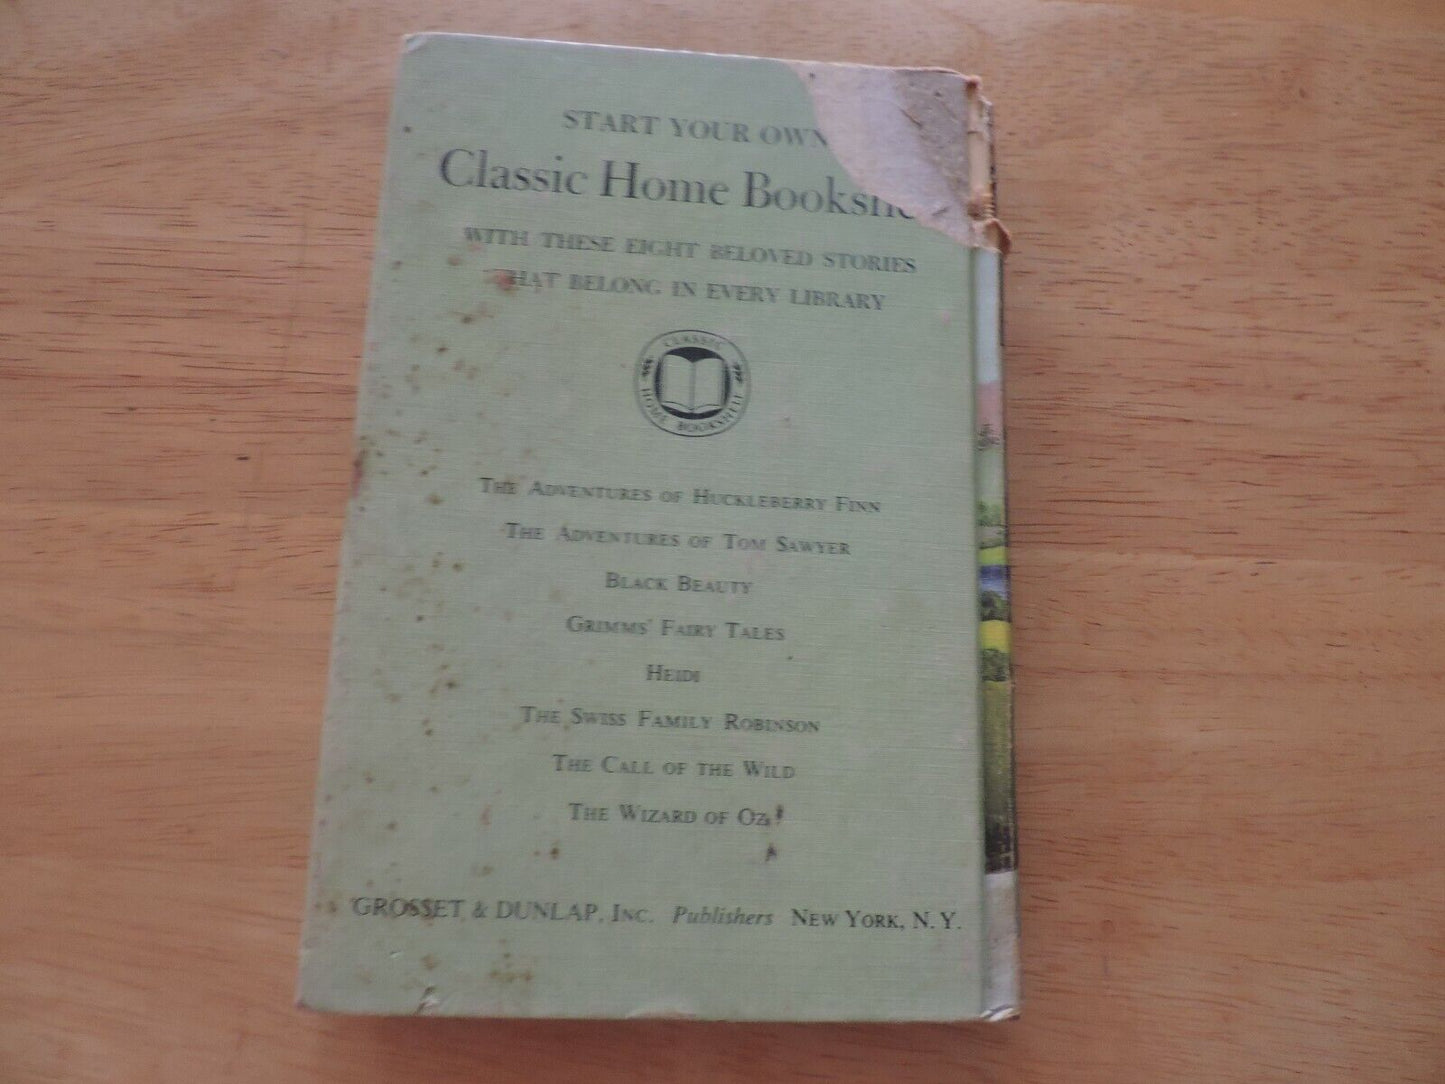 START YOUR OWN
Classic Home Bookshe
WITH THESE EIGHT BELOVED STORIES
THAT BELONG IN EVERY LIBRARY
CLASSIC
HOME BOOKSHELF
THE ADVENTURES OF HUCKLEBERRY FINN
THE ADVENTURES OF TOM SAWYER
BLACK BEAUTY
GRIMMS' FAIRY TALES
HEIDI
THE SWISS FAMILY ROBINSON
THE CALL OF THE WILD
THE WIZARD OF OZ
GROSSET & DUNLAP, INC. Publishers NEW YORK, N. Y.